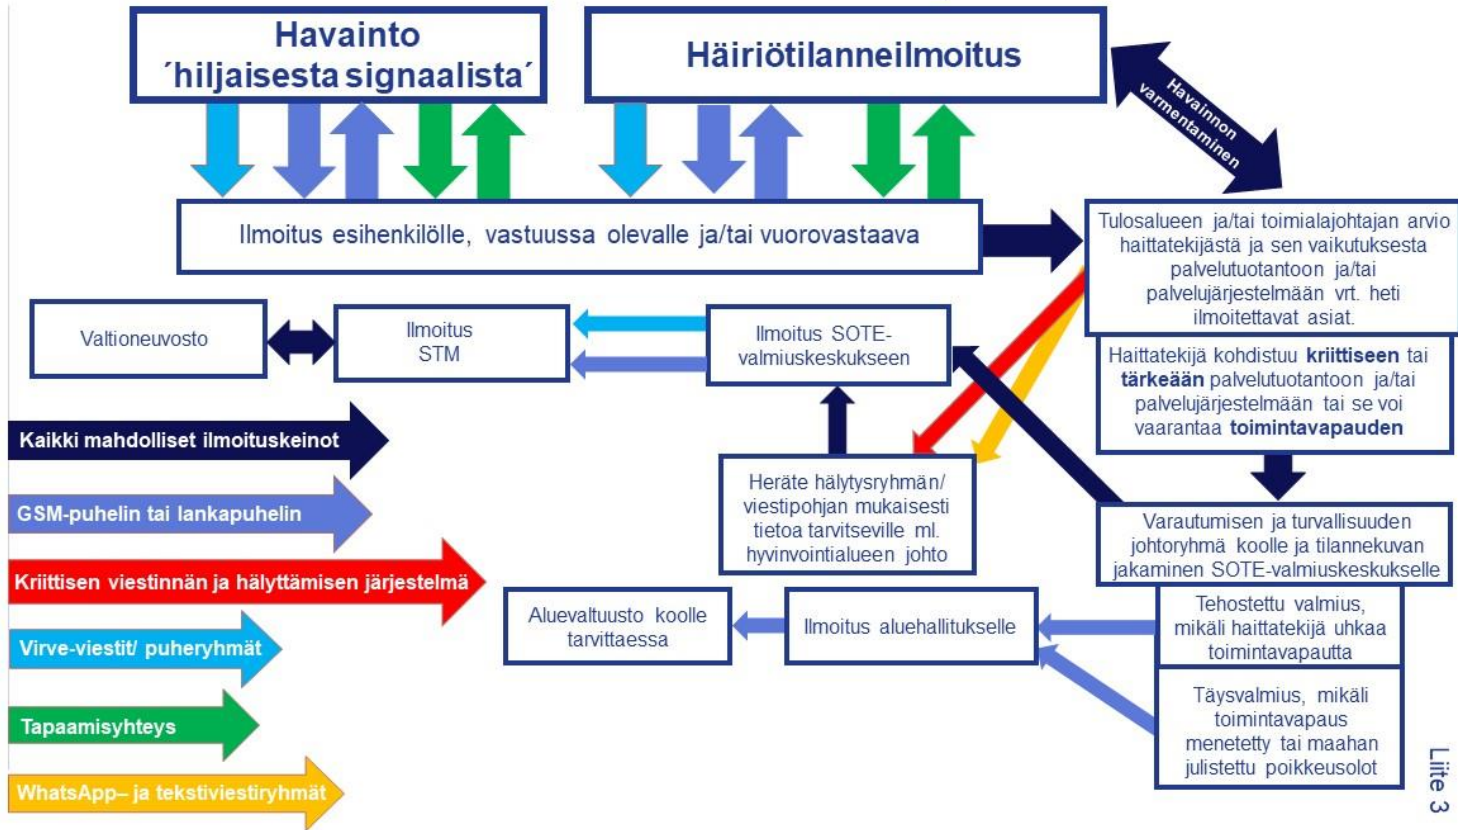 Havainto
´hiljaisesta signaalista´
Häiriötilanneilmoitus
Havainnon
varmentaminen
Ilmoitus esihenkilölle, vastuussa olevalle ja/tai vuorovastaava
Tulosalueen ja/tai toimialajohtajan arvio
haittatekijästä ja sen vaikutuksesta
palvelutuotantoon ja/tai
palvelujärjestelmään vrt. heti
ilmoitettavat asiat.
Valtioneuvosto
Ilmoitus
STM
Ilmoitus SOTE-
valmiuskeskukseen
Haittatekijä kohdistuu kriittiseen tai
tärkeään palvelutuotantoon ja/tai
palvelujärjestelmään tai se voi
vaarantaa toimintavapauden
Kaikki mahdolliset ilmoituskeinot
GSM-puhelin tai lankapuhelin
Kriittisen viestinnän ja hälyttämisen järjestelmä
Virve-viestit/ puheryhmät
Tapaamisyhteys
WhatsApp– ja tekstiviestiryhmät
Heräte hälytysryhmän/
viestipohjan mukaisesti
tietoa tarvitseville ml.
hyvinvointialueen johto
Varautumisen ja turvallisuuden
johtoryhmä koolle ja tilannekuvan
jakaminen SOTE-valmiuskeskukselle
Aluevaltuusto koolle
tarvittaessa
Ilmoitus aluehallitukselle
Tehostettu valmius,
mikäli haittatekijä uhkaa
toimintavapautta
Täysvalmius, mikäli
toimintavapaus
menetetty tai maahan
julistettu poikkeusolot
Liite 3